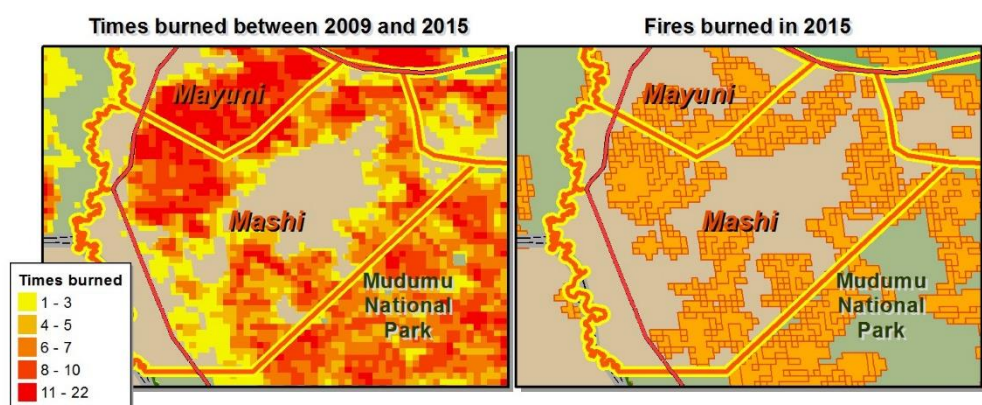 Times burned between 2009 and 2015
Mayuni
Mashi
Mudumu
National
Park
Times burned
1 - 3
4 - 5
6 - 7
8 - 10
11 - 22
Fires burned in 2015
Mayuni
Mashi
Mudumu
National
Park